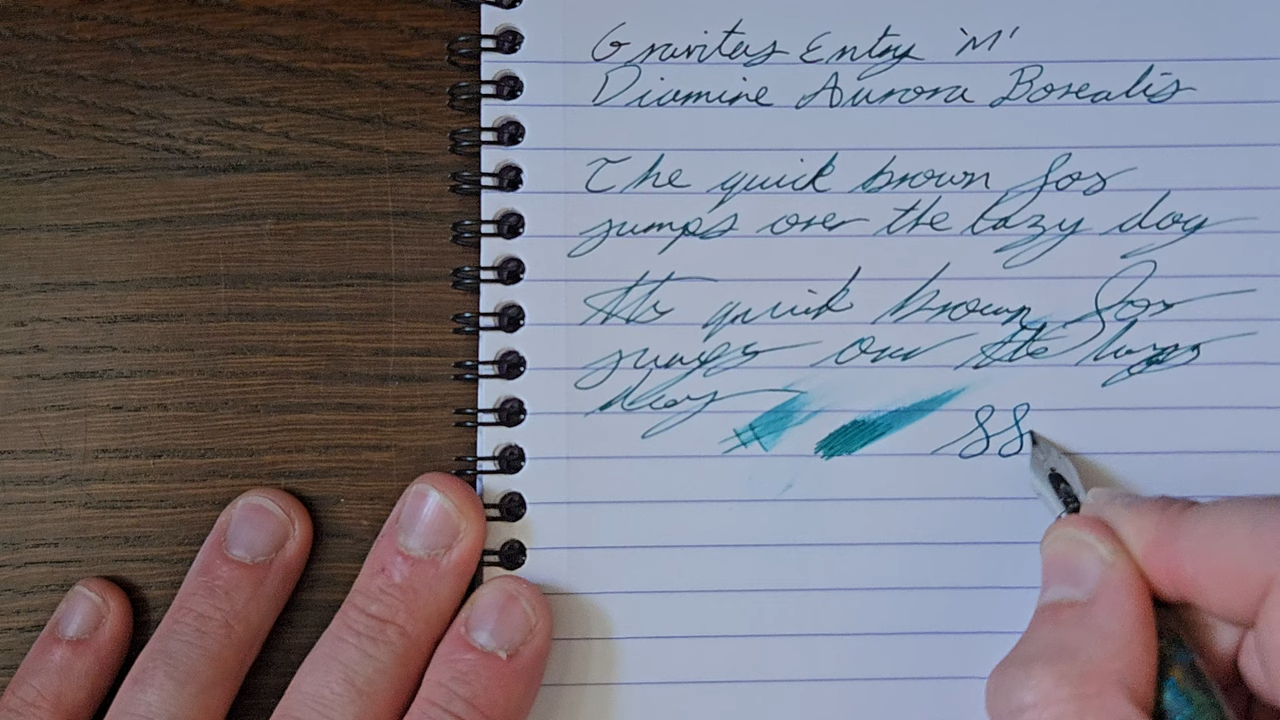 Gravitas Entry 'M'
Diamine Aurora Borealis
The quick brown fox
jumps over the lazy dog
the quick brown fox
jumps over the lazy
dog
88